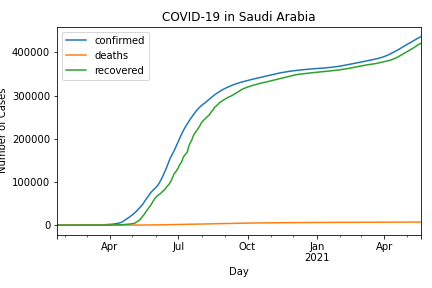 COVID-19 in Saudi Arabia
confirmed
deaths
recovered
400000
300000
200000
100000
0
Number of Cases
Apr
Jul
Oct
Jan
2021
Apr
Day